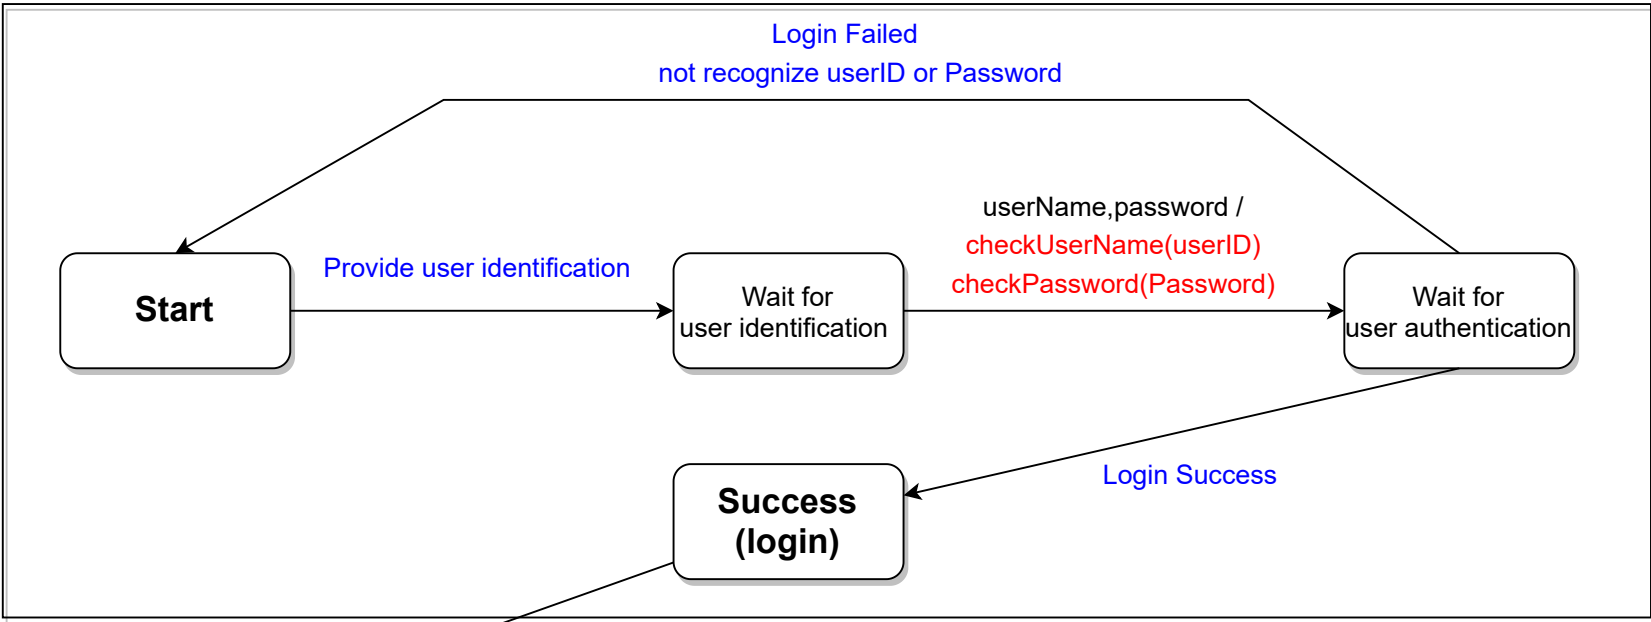 Login Failed
not recognize userID or Password
userName,password /
checkUserName(userID)
checkPassword(Password)
Start
Provide user identification
Wait for
user identification
Wait for
user authentication
Login Success
Success
(login)